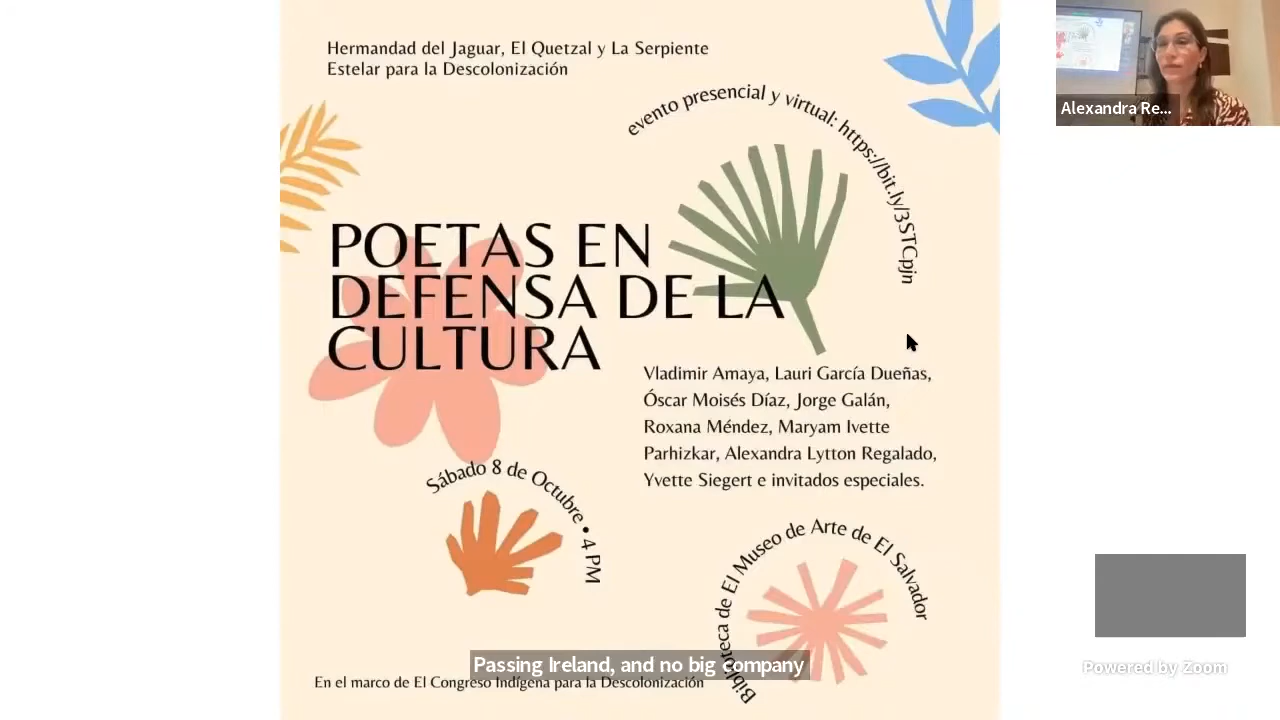 Hermandad del Jaguar, El Quetzal y La Serpiente
Estelar para la Descolonización
evento presencial y virtual: https://bit.ly/3STCpjn
Alexandra Re...
POETAS EN
DEFENSA DE LA
CULTURA
Vladimir Amaya, Lauri García Dueñas,
Óscar Moisés Díaz, Jorge Galán,
Roxana Méndez, Maryam Ivette
Parhizkar, Alexandra Lytton Regalado,
Yvette Siegert e invitados especiales.
Sábado 8 de Octubre • 4 PM
Biblioteca de El Museo de Arte de El Salvador
Passing Ireland, and no big company
En el marco de El Congreso Indígena para la Descolonización
Powered by Zoom